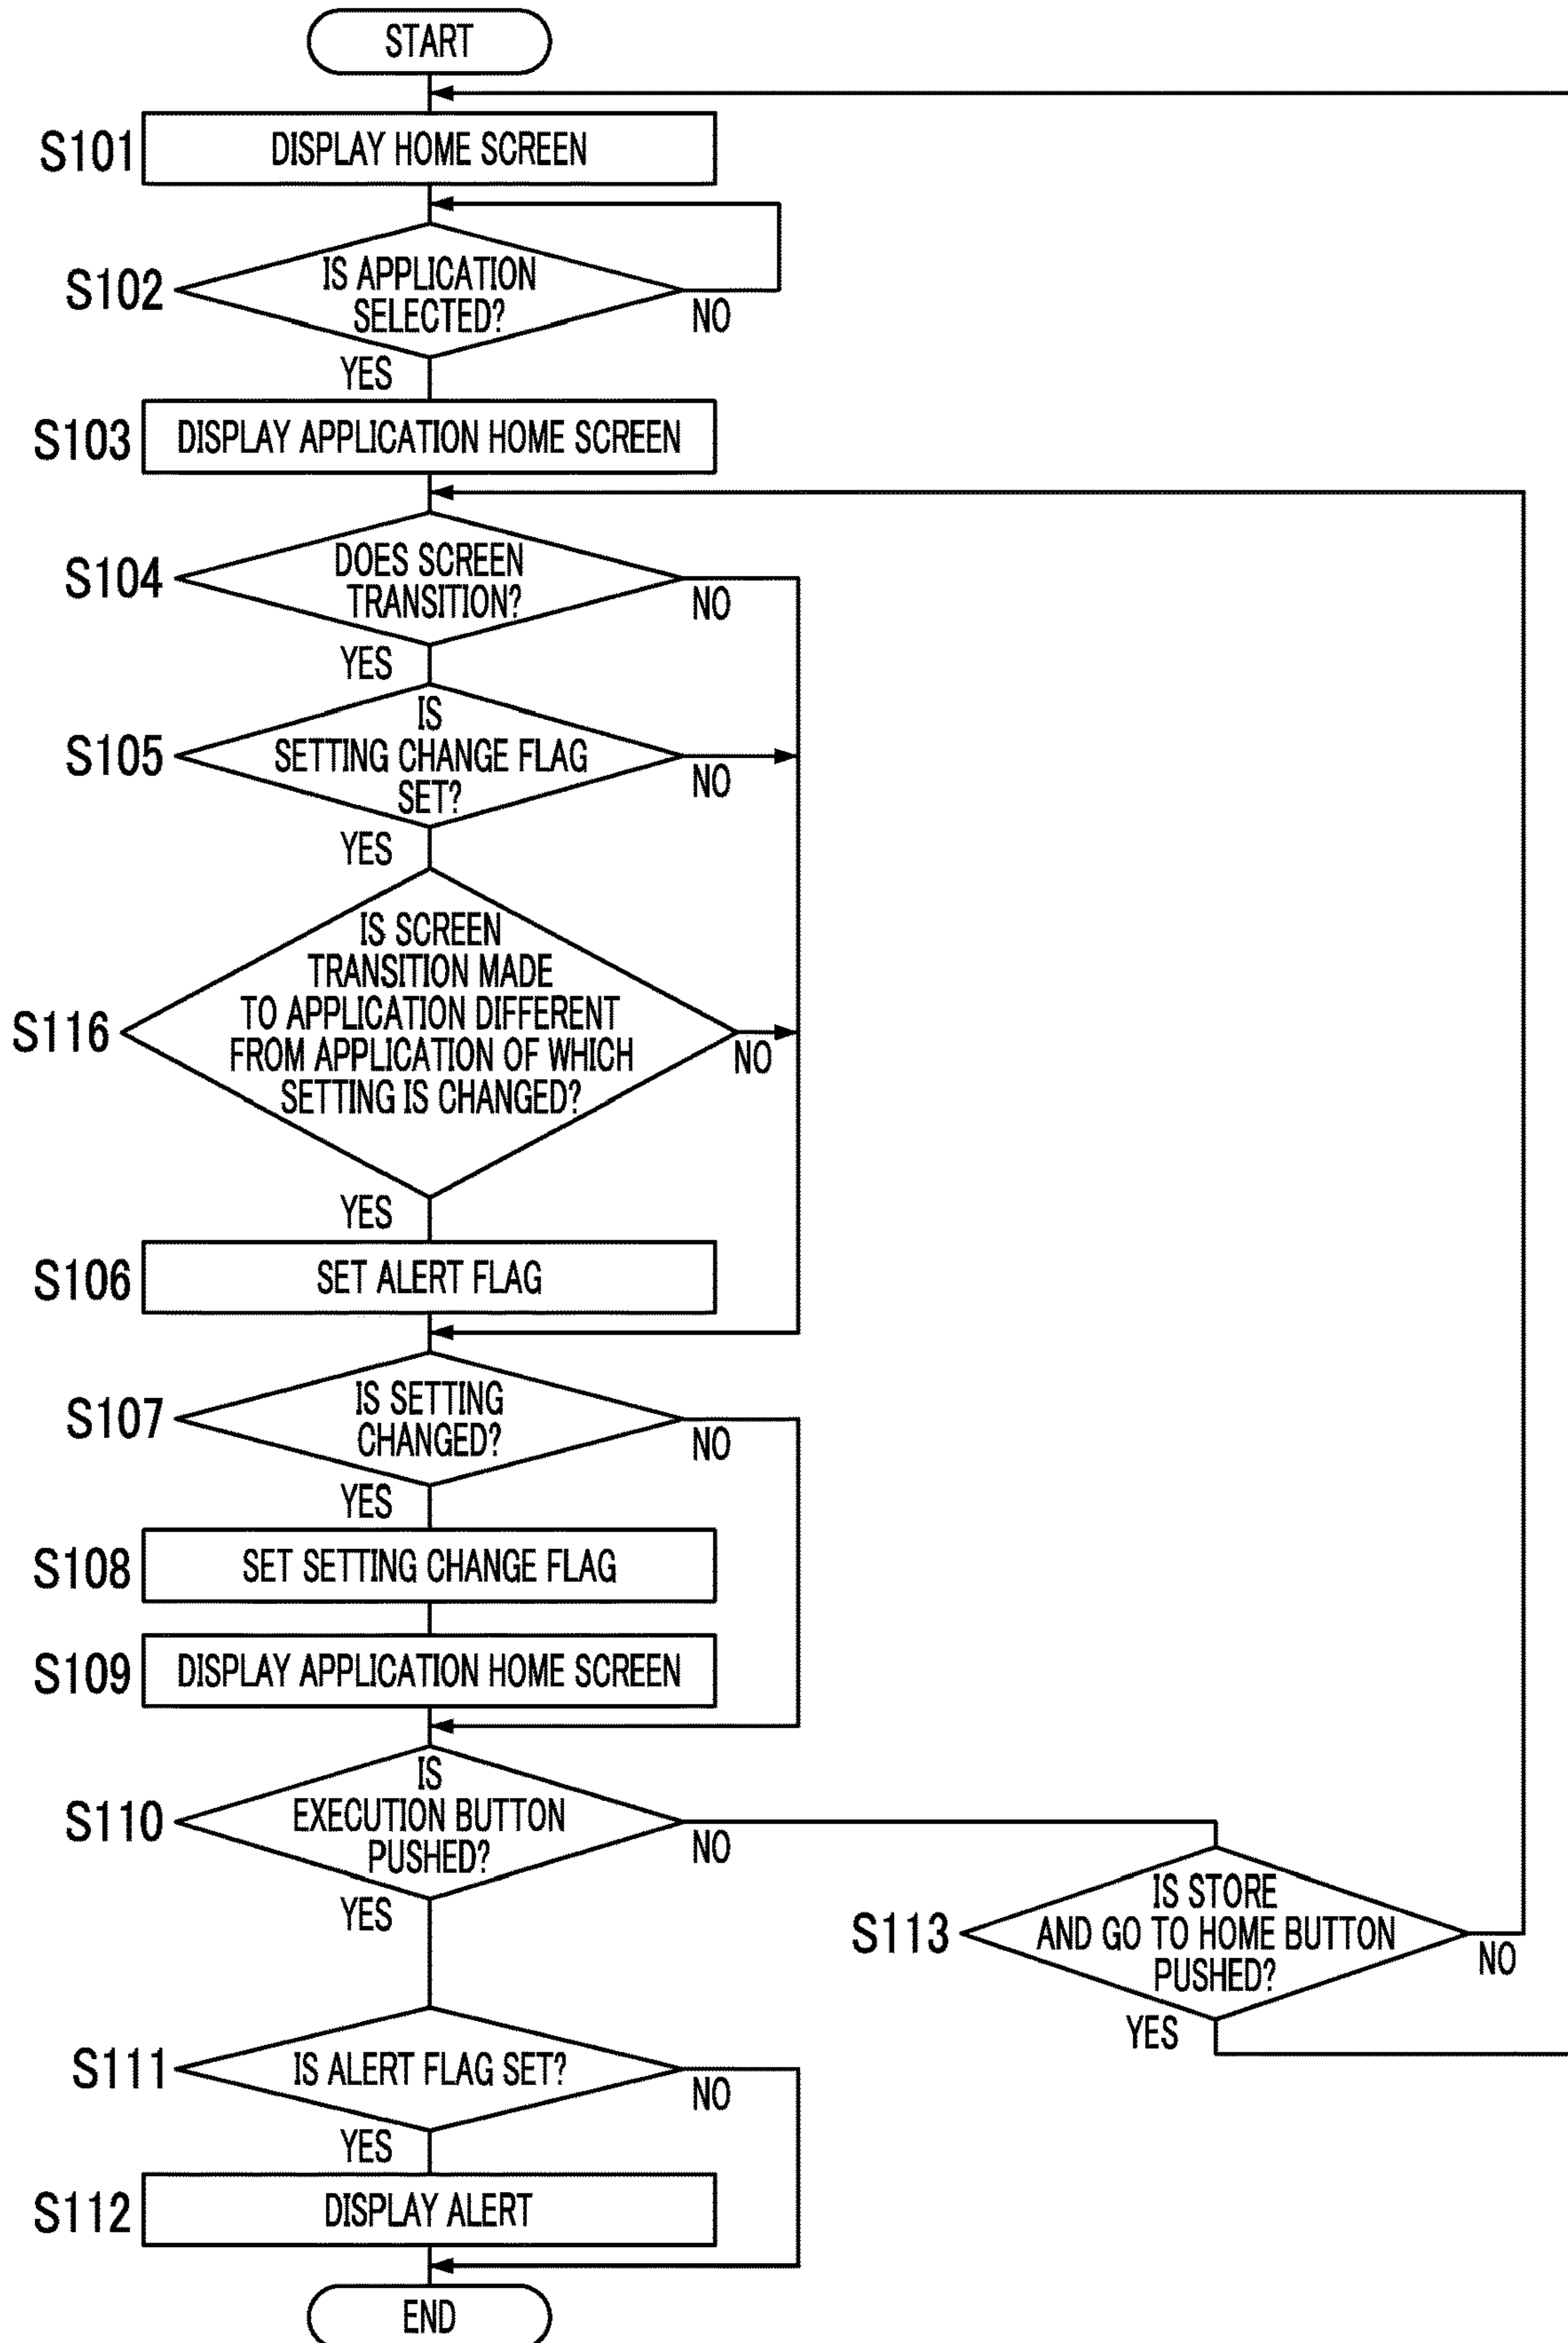 START
S101
DISPLAY HOME SCREEN
S102
IS APPLICATION
SELECTED?
NO
YES
S103
DISPLAY APPLICATION HOME SCREEN
S104
DOES SCREEN
TRANSITION?
NO
YES
S105
IS
SETTING CHANGE FLAG
SET?
NO
YES
S116
IS SCREEN
TRANSITION MADE
TO APPLICATION DIFFERENT
FROM APPLICATION OF WHICH
SETTING IS CHANGED?
NO
YES
S106
SET ALERT FLAG
S107
IS SETTING
CHANGED?
NO
YES
S108
SET SETTING CHANGE FLAG
S109
DISPLAY APPLICATION HOME SCREEN
S110
IS
EXECUTION BUTTON
PUSHED?
NO
YES
S113
IS STORE
AND GO TO HOME BUTTON
PUSHED?
NO
YES
S111
IS ALERT FLAG SET?
NO
YES
S112
DISPLAY ALERT
END